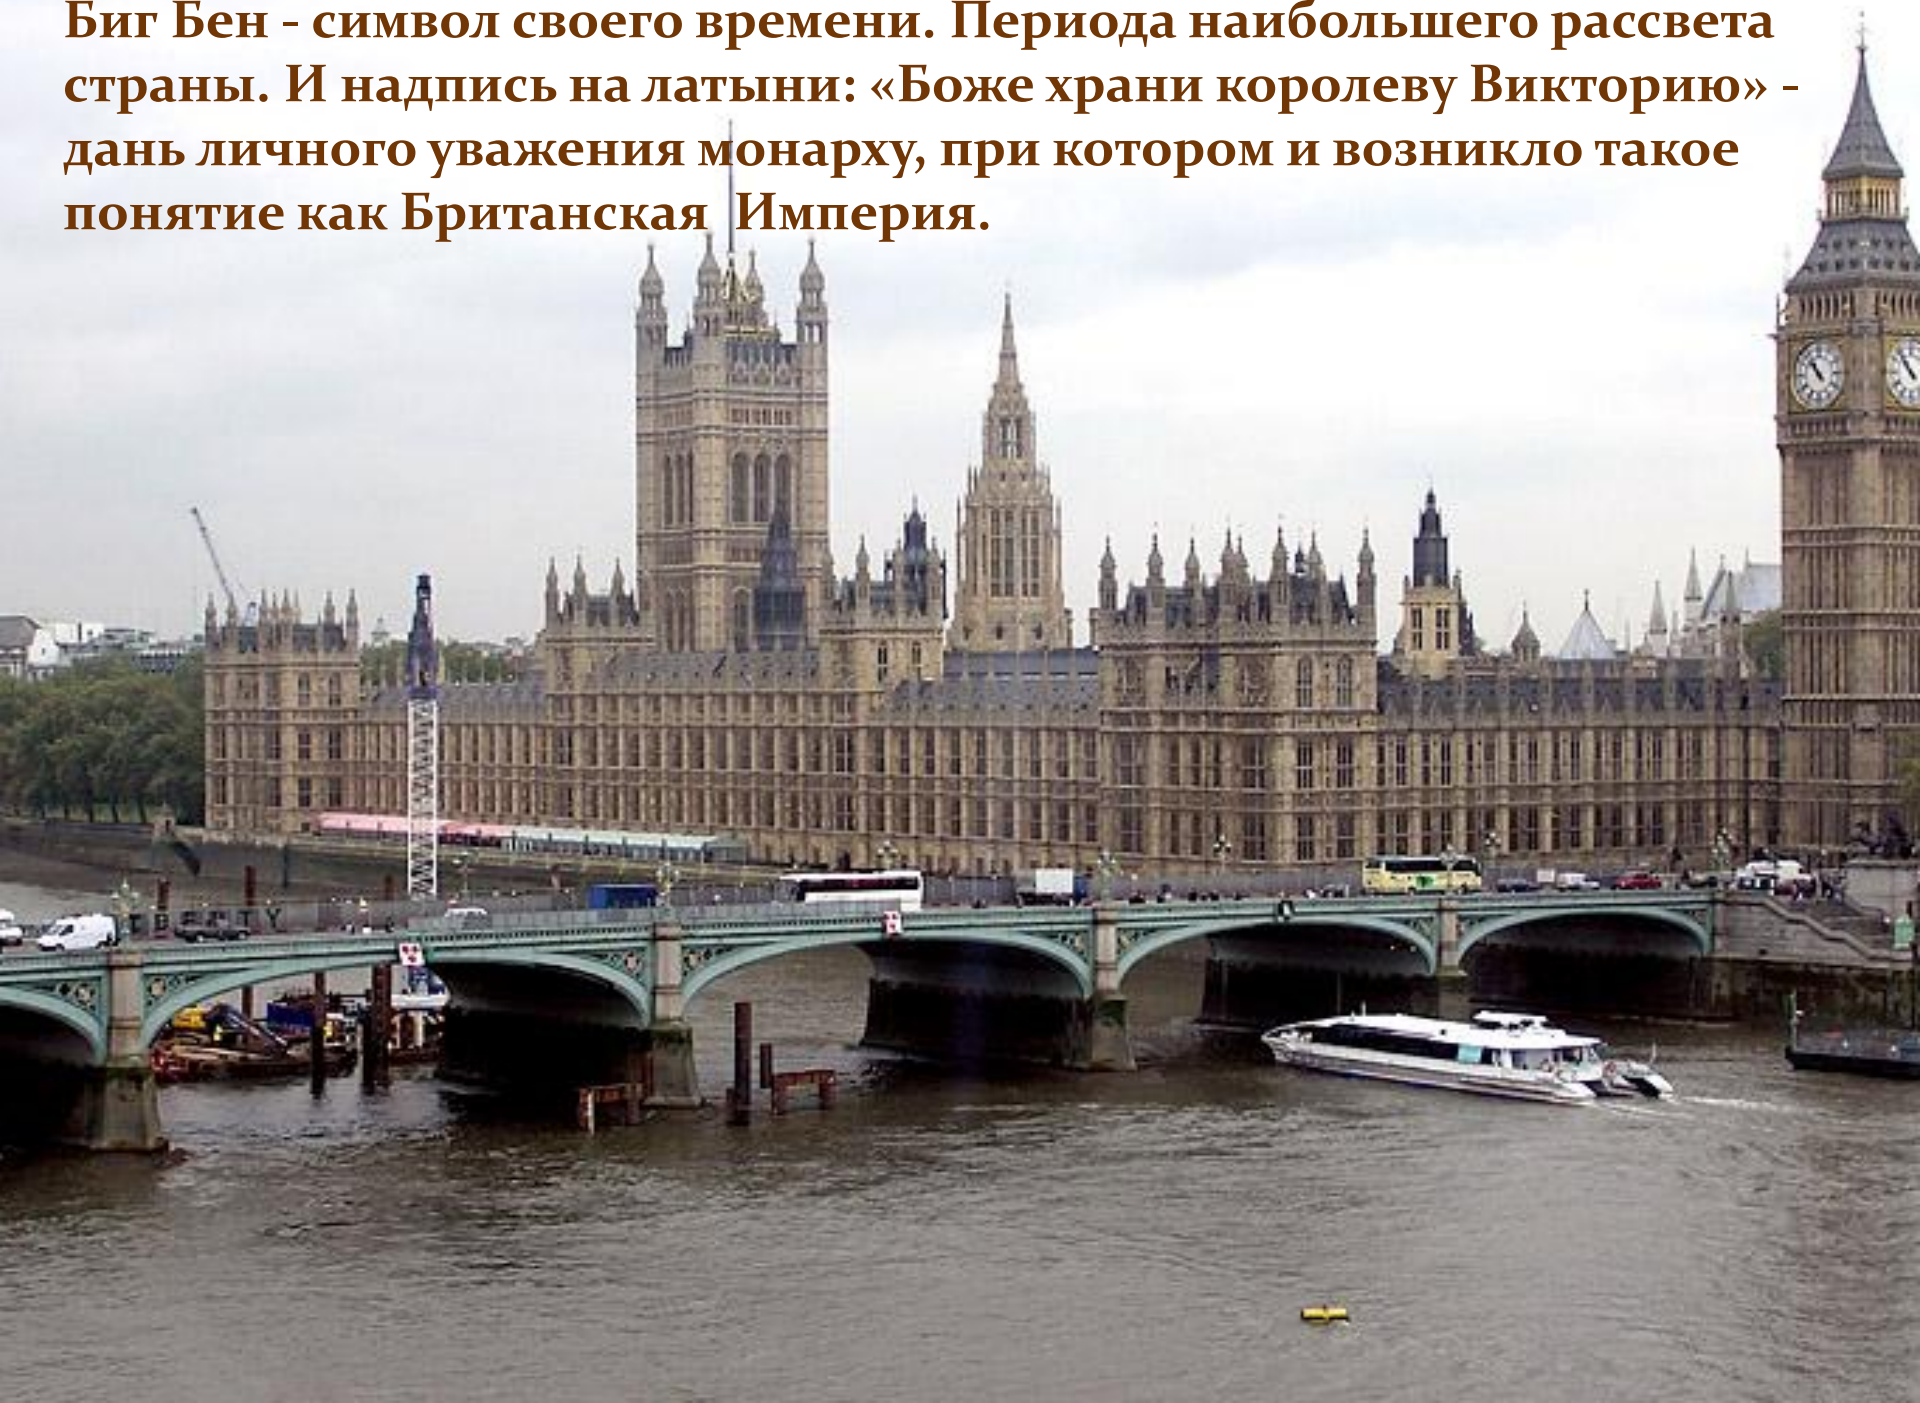 Биг Бен - символ своего времени. Периода наибольшего рассвета
страны. И надпись на латыни: «Боже храни королеву Викторию» -
дань личного уважения монарху, при котором и возникло такое
понятие как Британская  Империя.